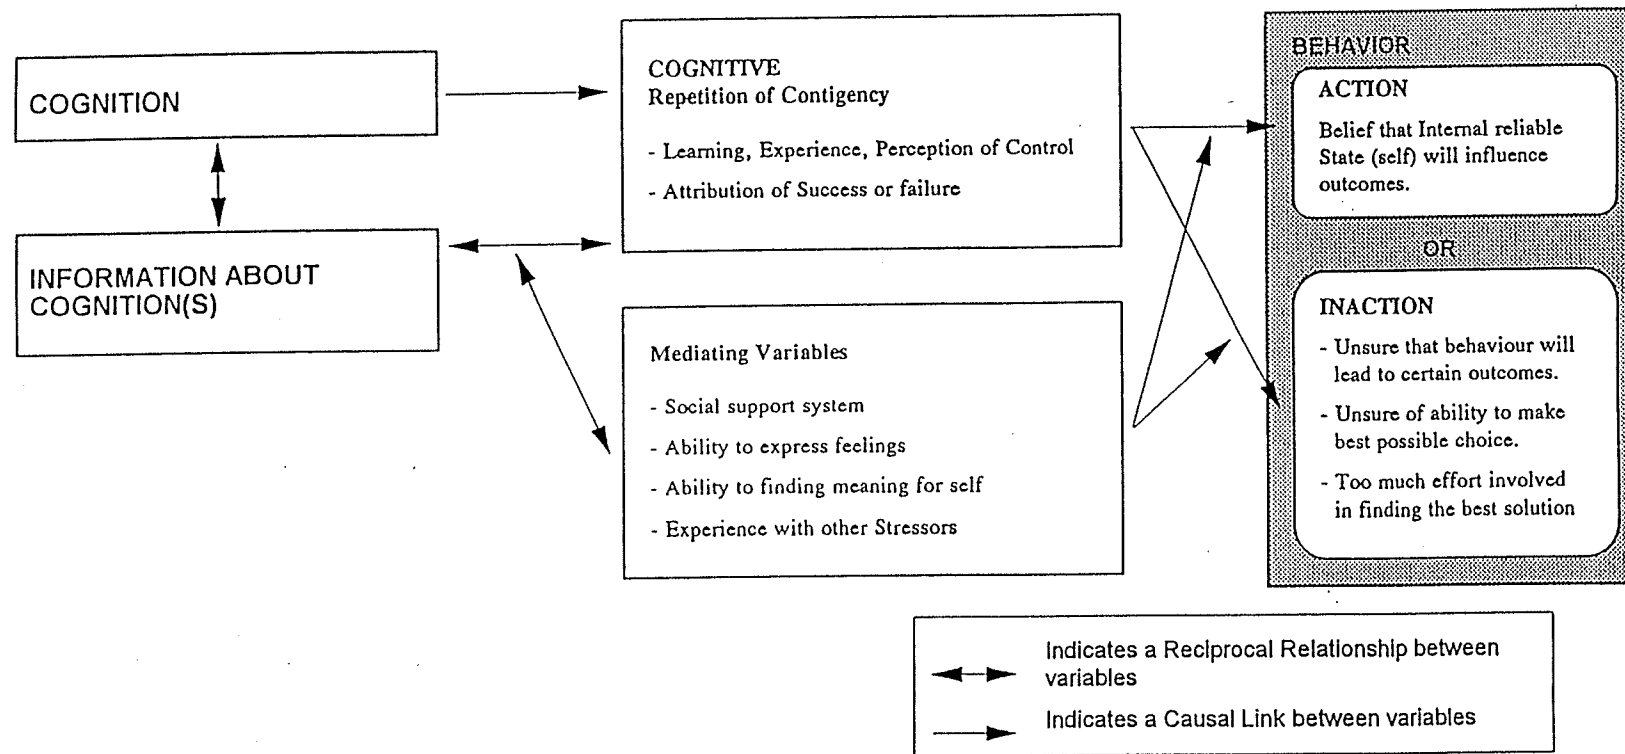 COGNITION
INFORMATION ABOUT
COGNITION(S)
COGNITIVE
Repetition of Contigency
- Learning, Experience, Perception of Control
- Attribution of Success or failure
Mediating Variables
- Social support system
- Ability to express feelings
- Ability to finding meaning for self
- Experience with other Stressors
BEHAVIOR
ACTION
Belief that Internal reliable
State (self) will influence
outcomes.
OR
INACTION
- Unsure that behaviour will
lead to certain outcomes.
- Unsure of ability to make
best possible choice.
- Too much effort involved
in finding the best solution
Indicates a Reciprocal Relationship between
variables
Indicates a Causal Link between variables